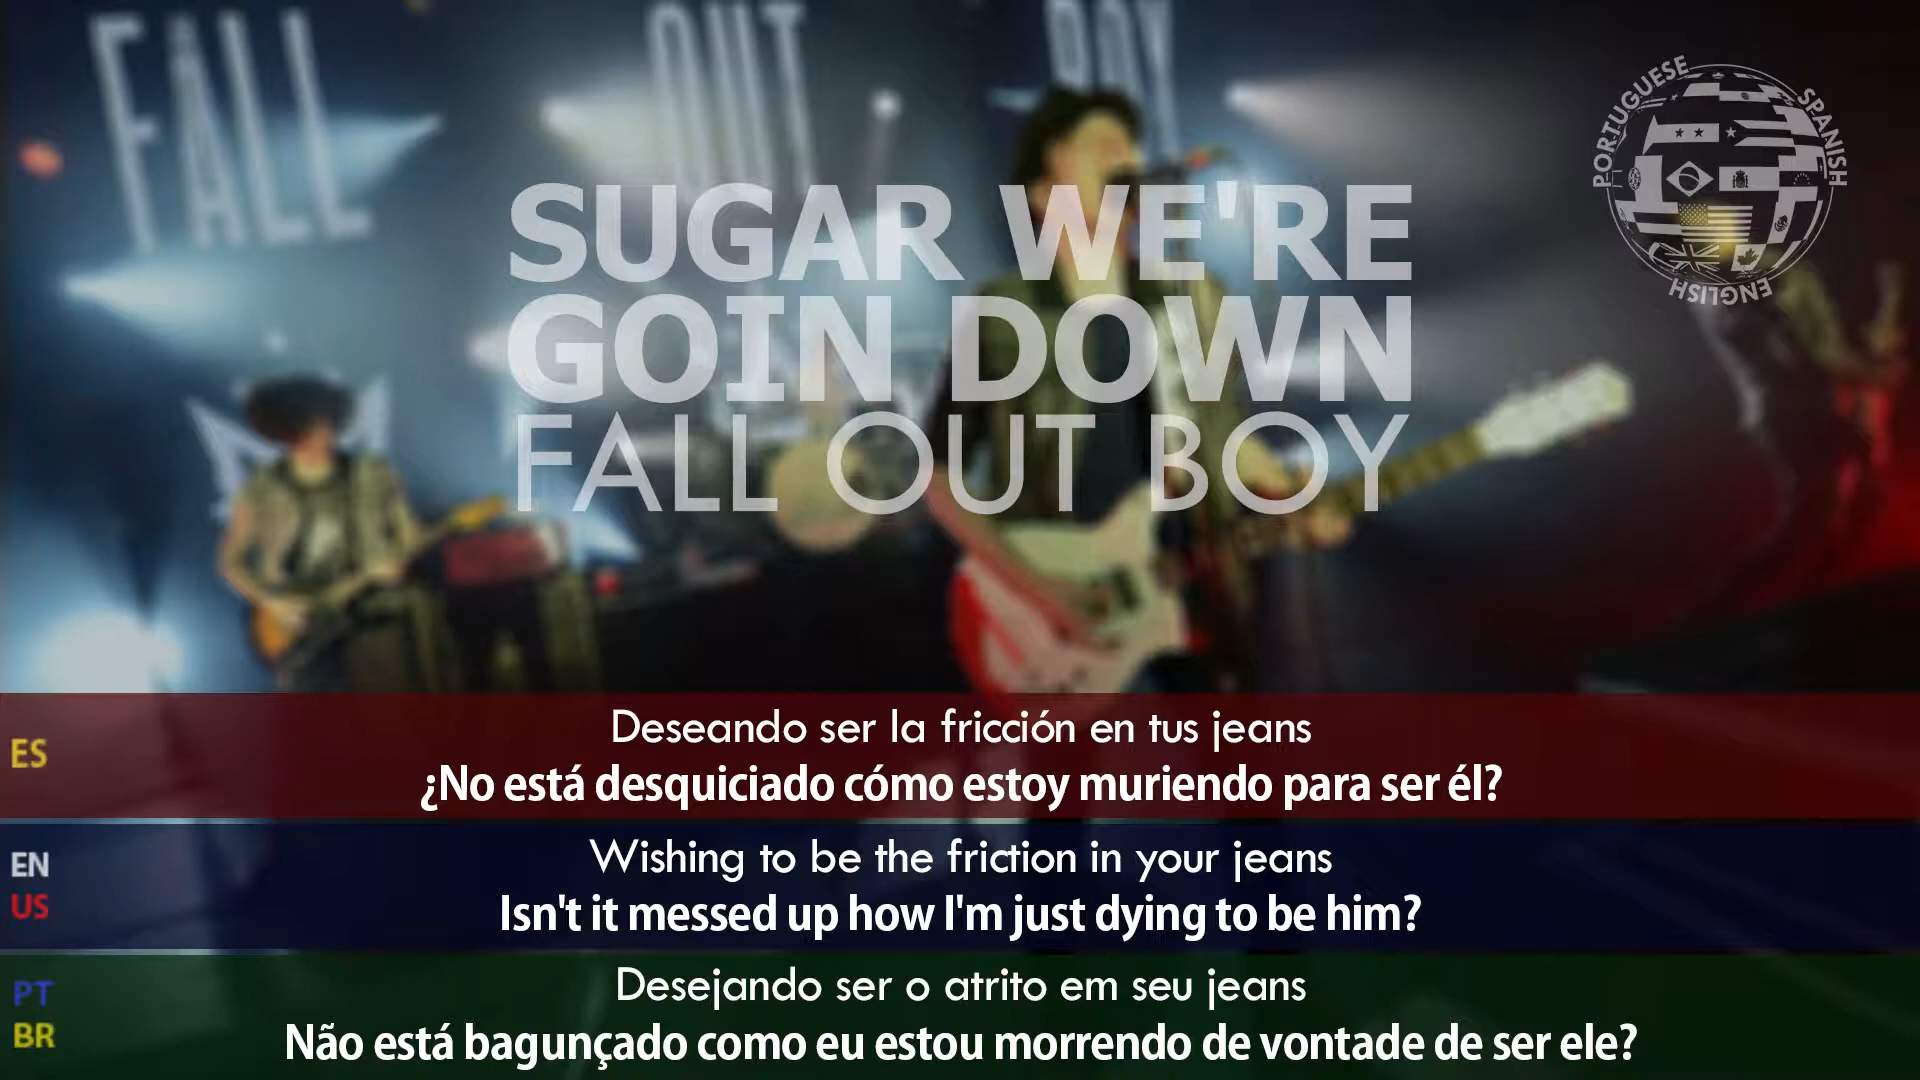 FALL OUT BOY
PORTUGUESE
SPANISH
ENGLISH
SUGAR WE'RE
GOIN DOWN
FALL OUT BOY
ES
Deseando ser la fricción en tus jeans
¿No está desquiciado cómo estoy muriendo para ser él?
EN
US
Wishing to be the friction in your jeans
Isn't it messed up how I'm just dying to be him?
PT
BR
Desejando ser o atrito em seu jeans
Não está bagunçado como eu estou morrendo de vontade de ser ele?